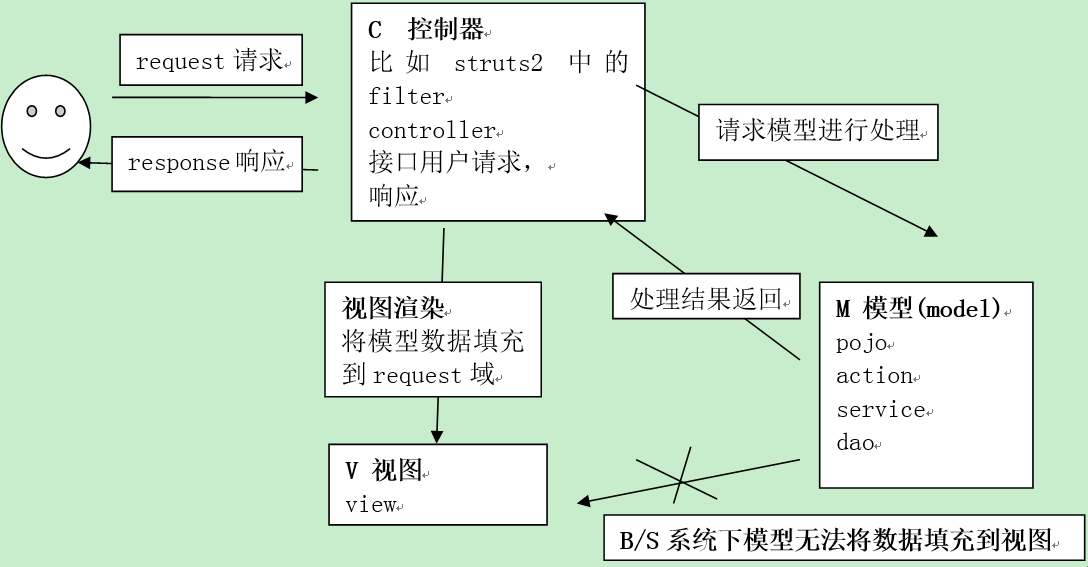 request 请求
response 响应
C 控制器
比如 struts2 中的
filter
controller
接口用户请求，
响应
请求模型进行处理
处理结果返回
视图渲染
将模型数据填充
到 request 域
M 模型(model)
pojo
action
service
dao
V 视图
view
B/S 系统下模型无法将数据填充到视图